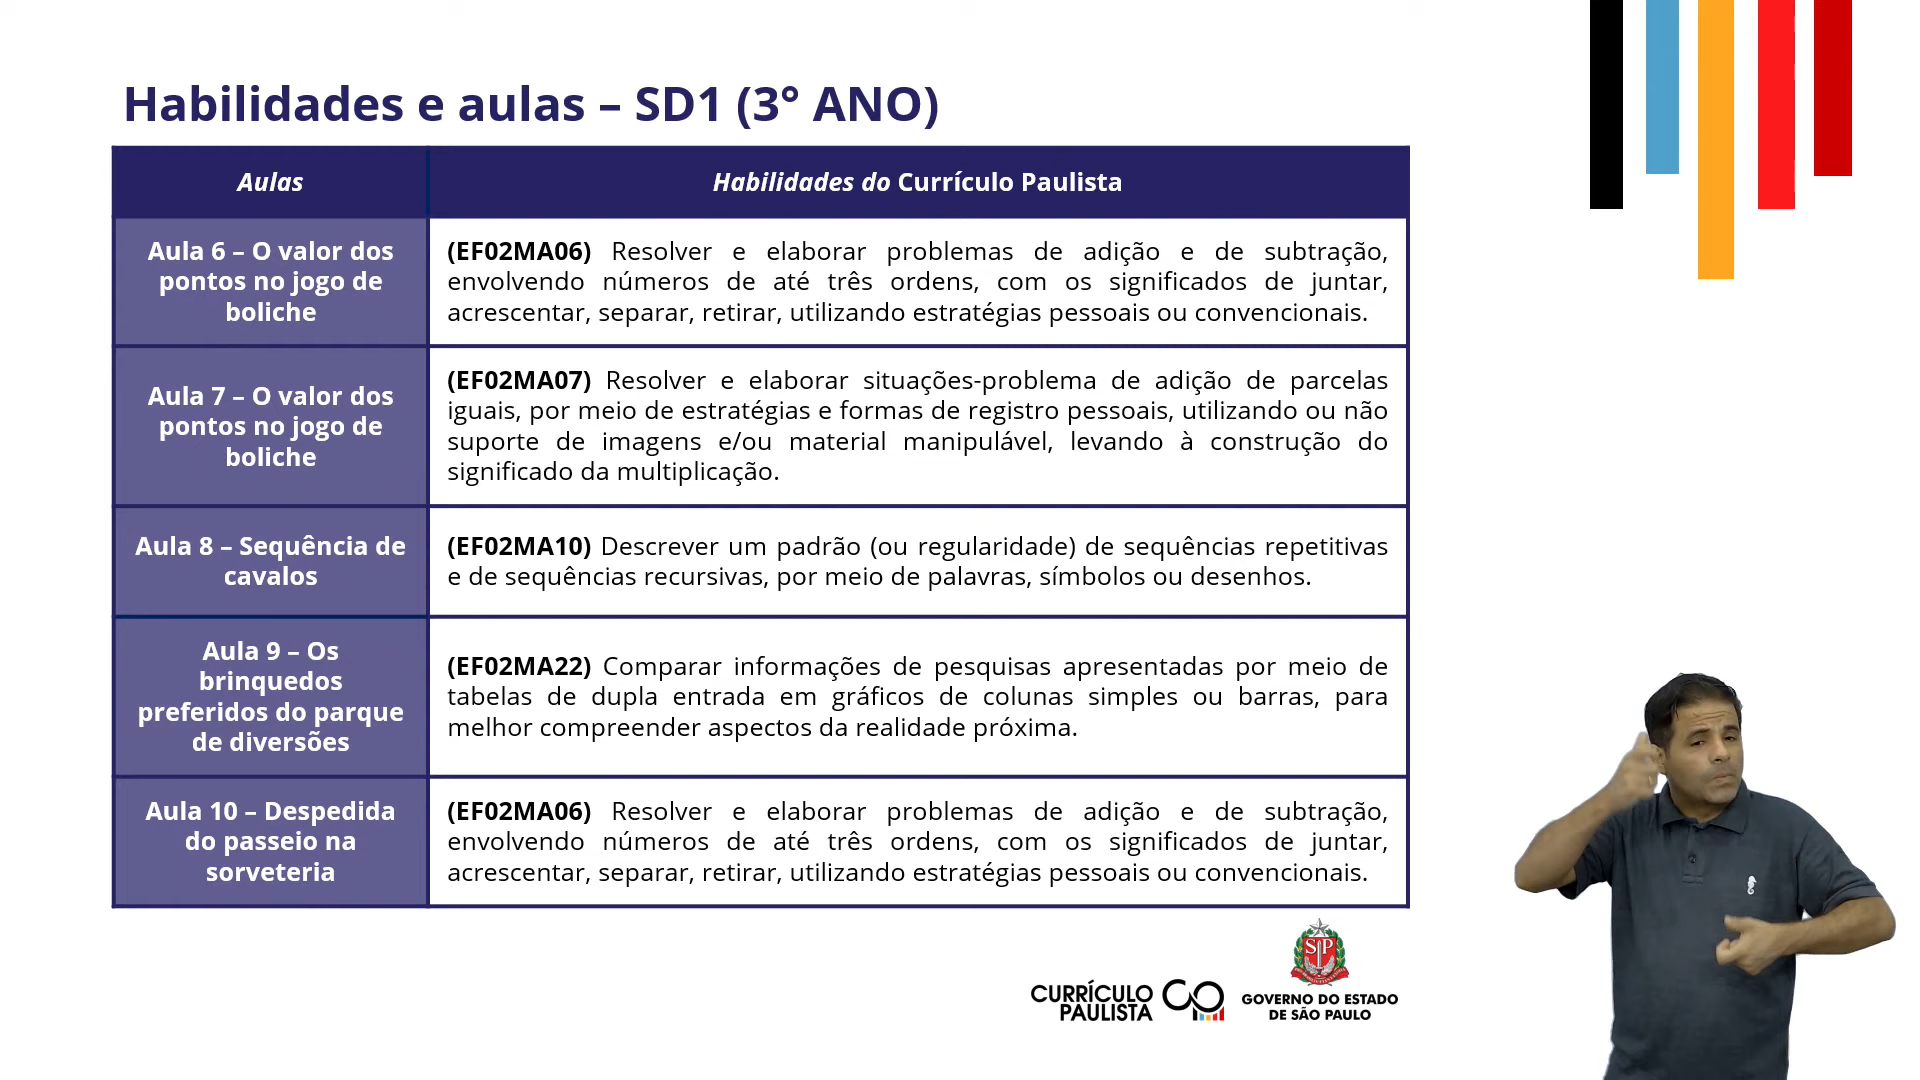 Habilidades e aulas – SD1 (3° ANO)
Aulas
Habilidades do Currículo Paulista
Aula 6 – O valor dos
pontos no jogo de
boliche
(EF02MA06) Resolver e elaborar problemas de adição e de subtração,
envolvendo números de até três ordens, com os significados de juntar,
acrescentar, separar, retirar, utilizando estratégias pessoais ou convencionais.
Aula 7 – O valor dos
pontos no jogo de
boliche
(EF02MA07) Resolver e elaborar situações-problema de adição de parcelas
iguais, por meio de estratégias e formas de registro pessoais, utilizando ou não
suporte de imagens e/ou material manipulável, levando à construção do
significado da multiplicação.
Aula 8 – Sequência de
cavalos
(EF02MA10) Descrever um padrão (ou regularidade) de sequências repetitivas
e de sequências recursivas, por meio de palavras, símbolos ou desenhos.
Aula 9 – Os
brinquedos
preferidos do parque
de diversões
(EF02MA22) Comparar informações de pesquisas apresentadas por meio de
tabelas de dupla entrada em gráficos de colunas simples ou barras, para
melhor compreender aspectos da realidade próxima.
Aula 10 – Despedida
do passeio na
sorveteria
(EF02MA06) Resolver e elaborar problemas de adição e de subtração,
envolvendo números de até três ordens, com os significados de juntar,
acrescentar, separar, retirar, utilizando estratégias pessoais ou convencionais.
CURRÍCULO
PAULISTA
SP
GOVERNO DO ESTADO
DE SÃO PAULO